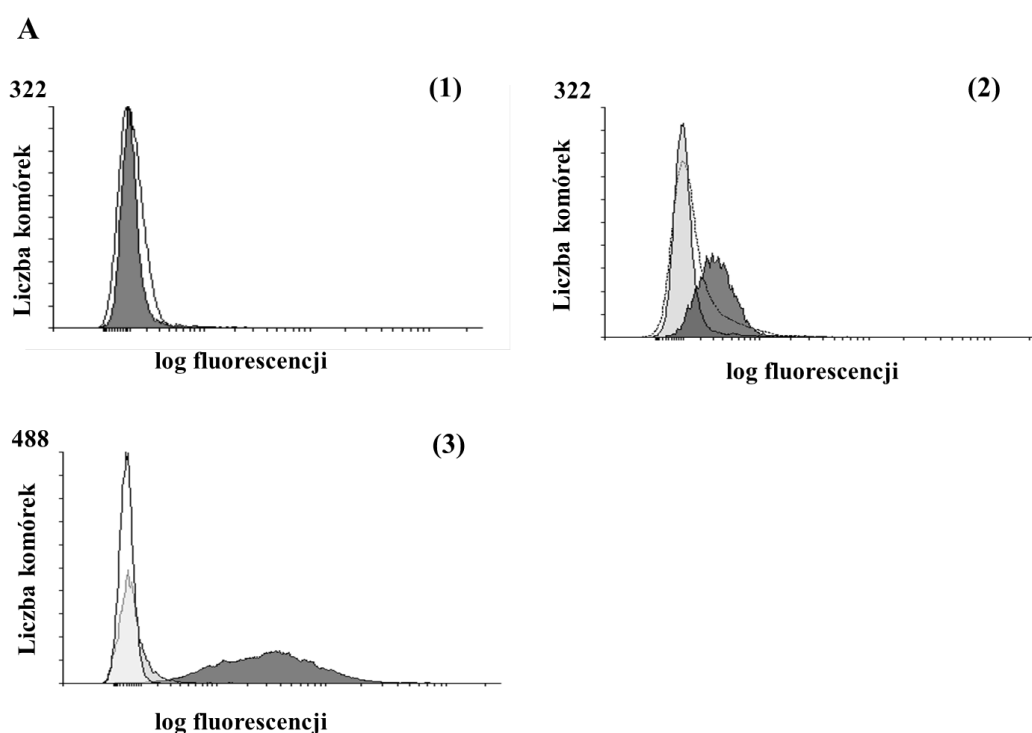 A
322
(1)
Liczba komórek
log fluorescencji
322
(2)
Liczba komórek
log fluorescencji
488
(3)
Liczba komórek
log fluorescencji